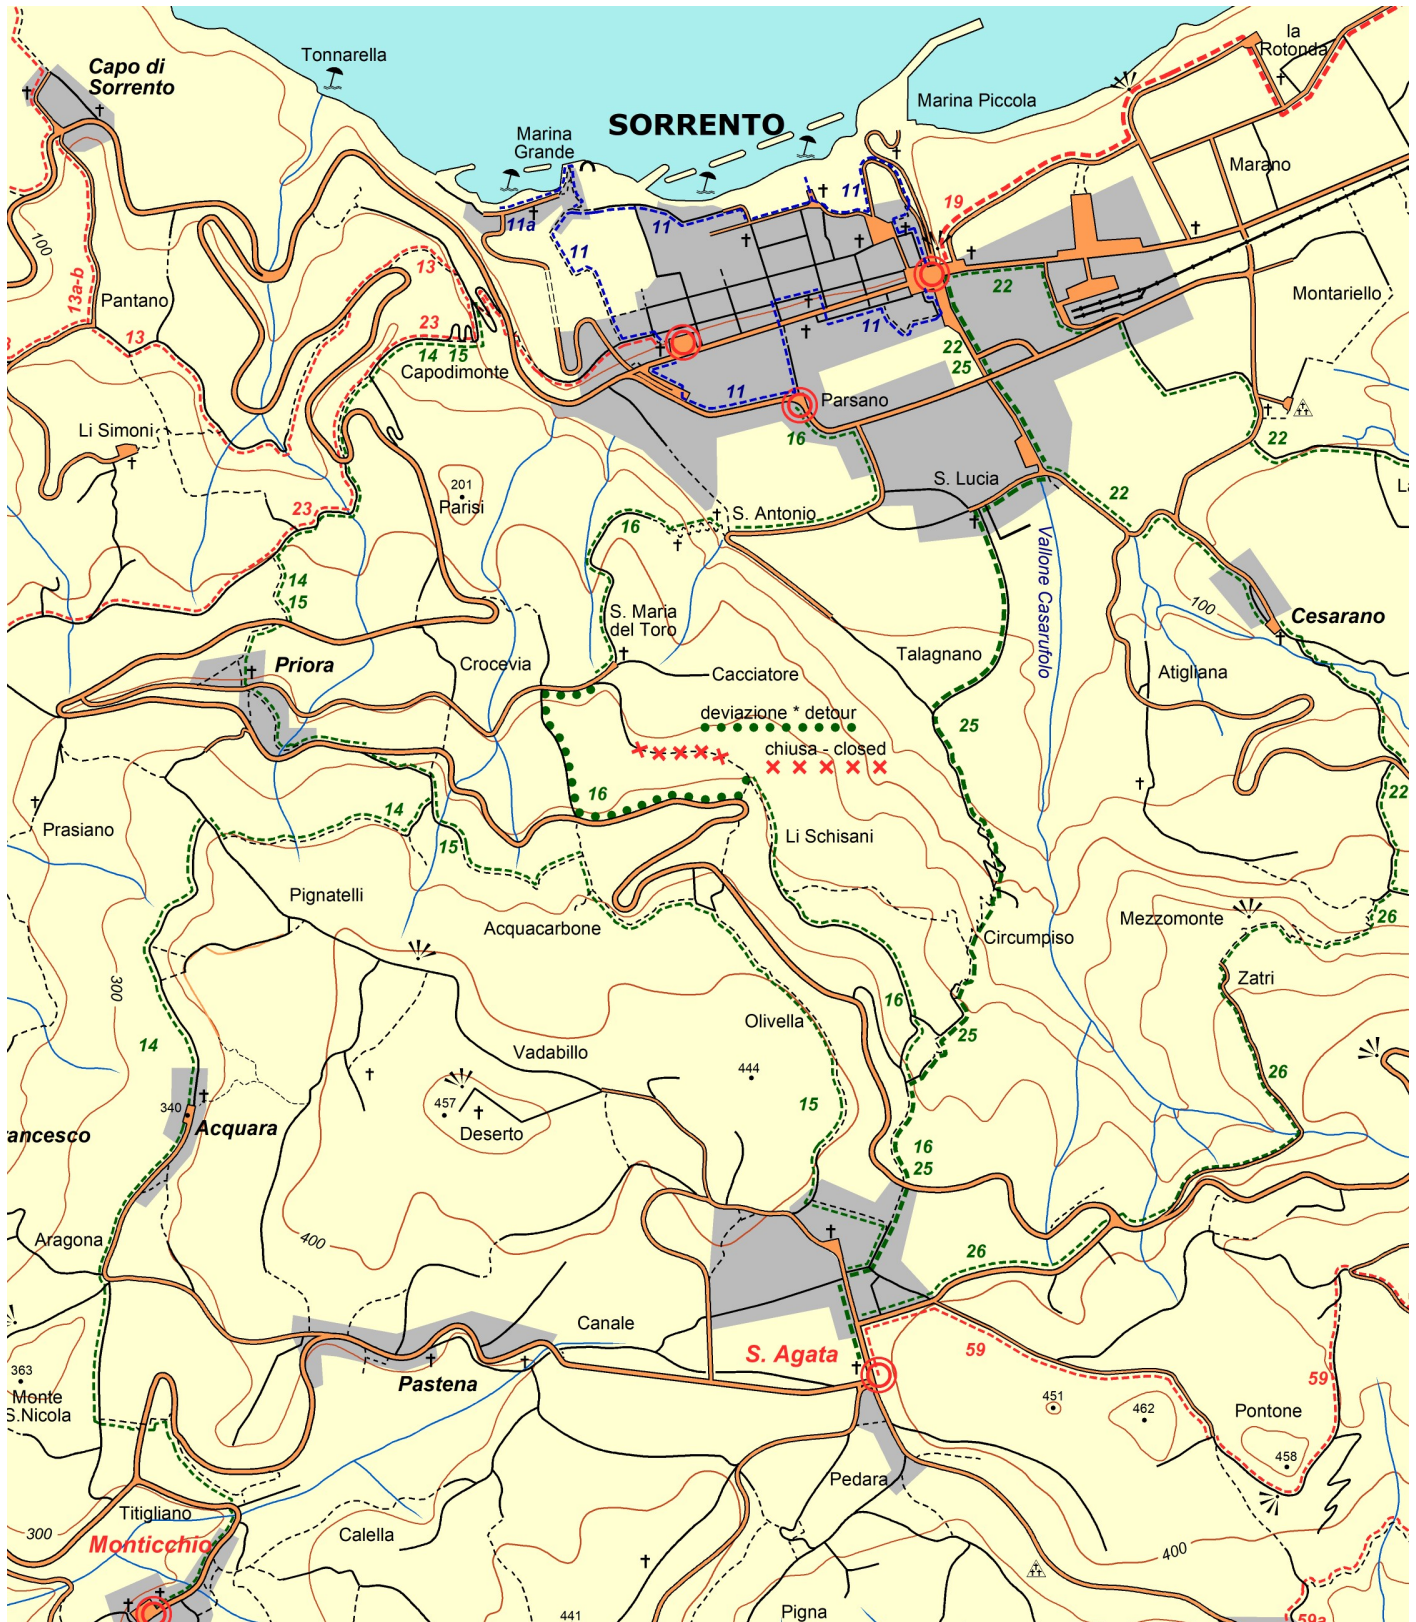 la
Rotonda
Tonnarella
Capo di
Sorrento
Marina Piccola
SORRENTO
Marina
Grande
Marano
11
19
11a
11
11
100
13
13a-b
22
Montariello
Pantano
23
13
11
22
25
14 15
Capodimonte
11
Parsano
16
Li Simoni
22
S. Lucia
201
Parisi
22
23
16
S. Antonio
Vallone Casarufolo
14
15
S. Maria
del Toro
100
Cesarano
Priora
Crocevia
Talagnano
Cacciatore
Atigliana
deviazione * detour
25
chiusa - closed
16
22
14
Prasiano
15
Li Schisani
Pignatelli
Acquacarbone
Mezzomonte
26
Circumpiso
Zatri
300
16
Olivella
25
14
Vadabillo
444
26
457
15
340
Acquara
Deserto
ancesco
16
25
Aragona
400
26
Canale
S. Agata
59
59
363
Monte
S.Nicola
Pastena
451
462
Pontone
458
Pedara
Titigliano
300
Calella
Monticchio
400
441
Pigna
59a